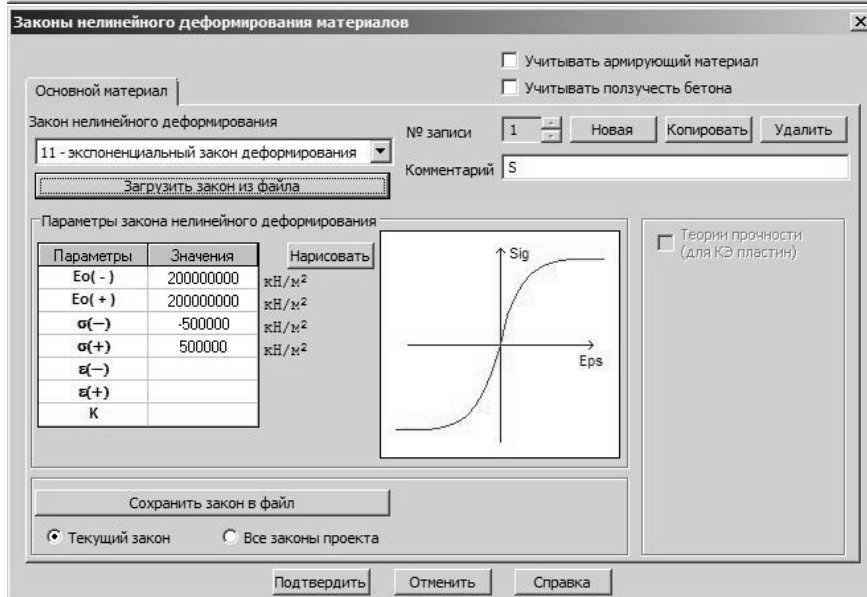 Законы нелинейного деформирования материалов
Учитывать армирующий материал
Учитывать ползучесть бетона
Основной материал
Закон нелинейного деформирования
11 - экспоненциальный закон деформирования
Загрузить закон из файла
№ записи 1 Новая Копировать Удалить
Комментарий S
Параметры закона нелинейного деформирования
Параметры Значения Нарисовать
Eo( - ) 200000000 кН/м²
Eo( + ) 200000000 кН/м²
σ(−) -500000 кН/м²
σ(+) 500000 кН/м²
ε(−)
ε(+)
K
Sig
Eps
Теории прочности
(для КЭ пластин)
Сохранить закон в файл
Текущий закон Все законы проекта
Подтвердить Отменить Справка